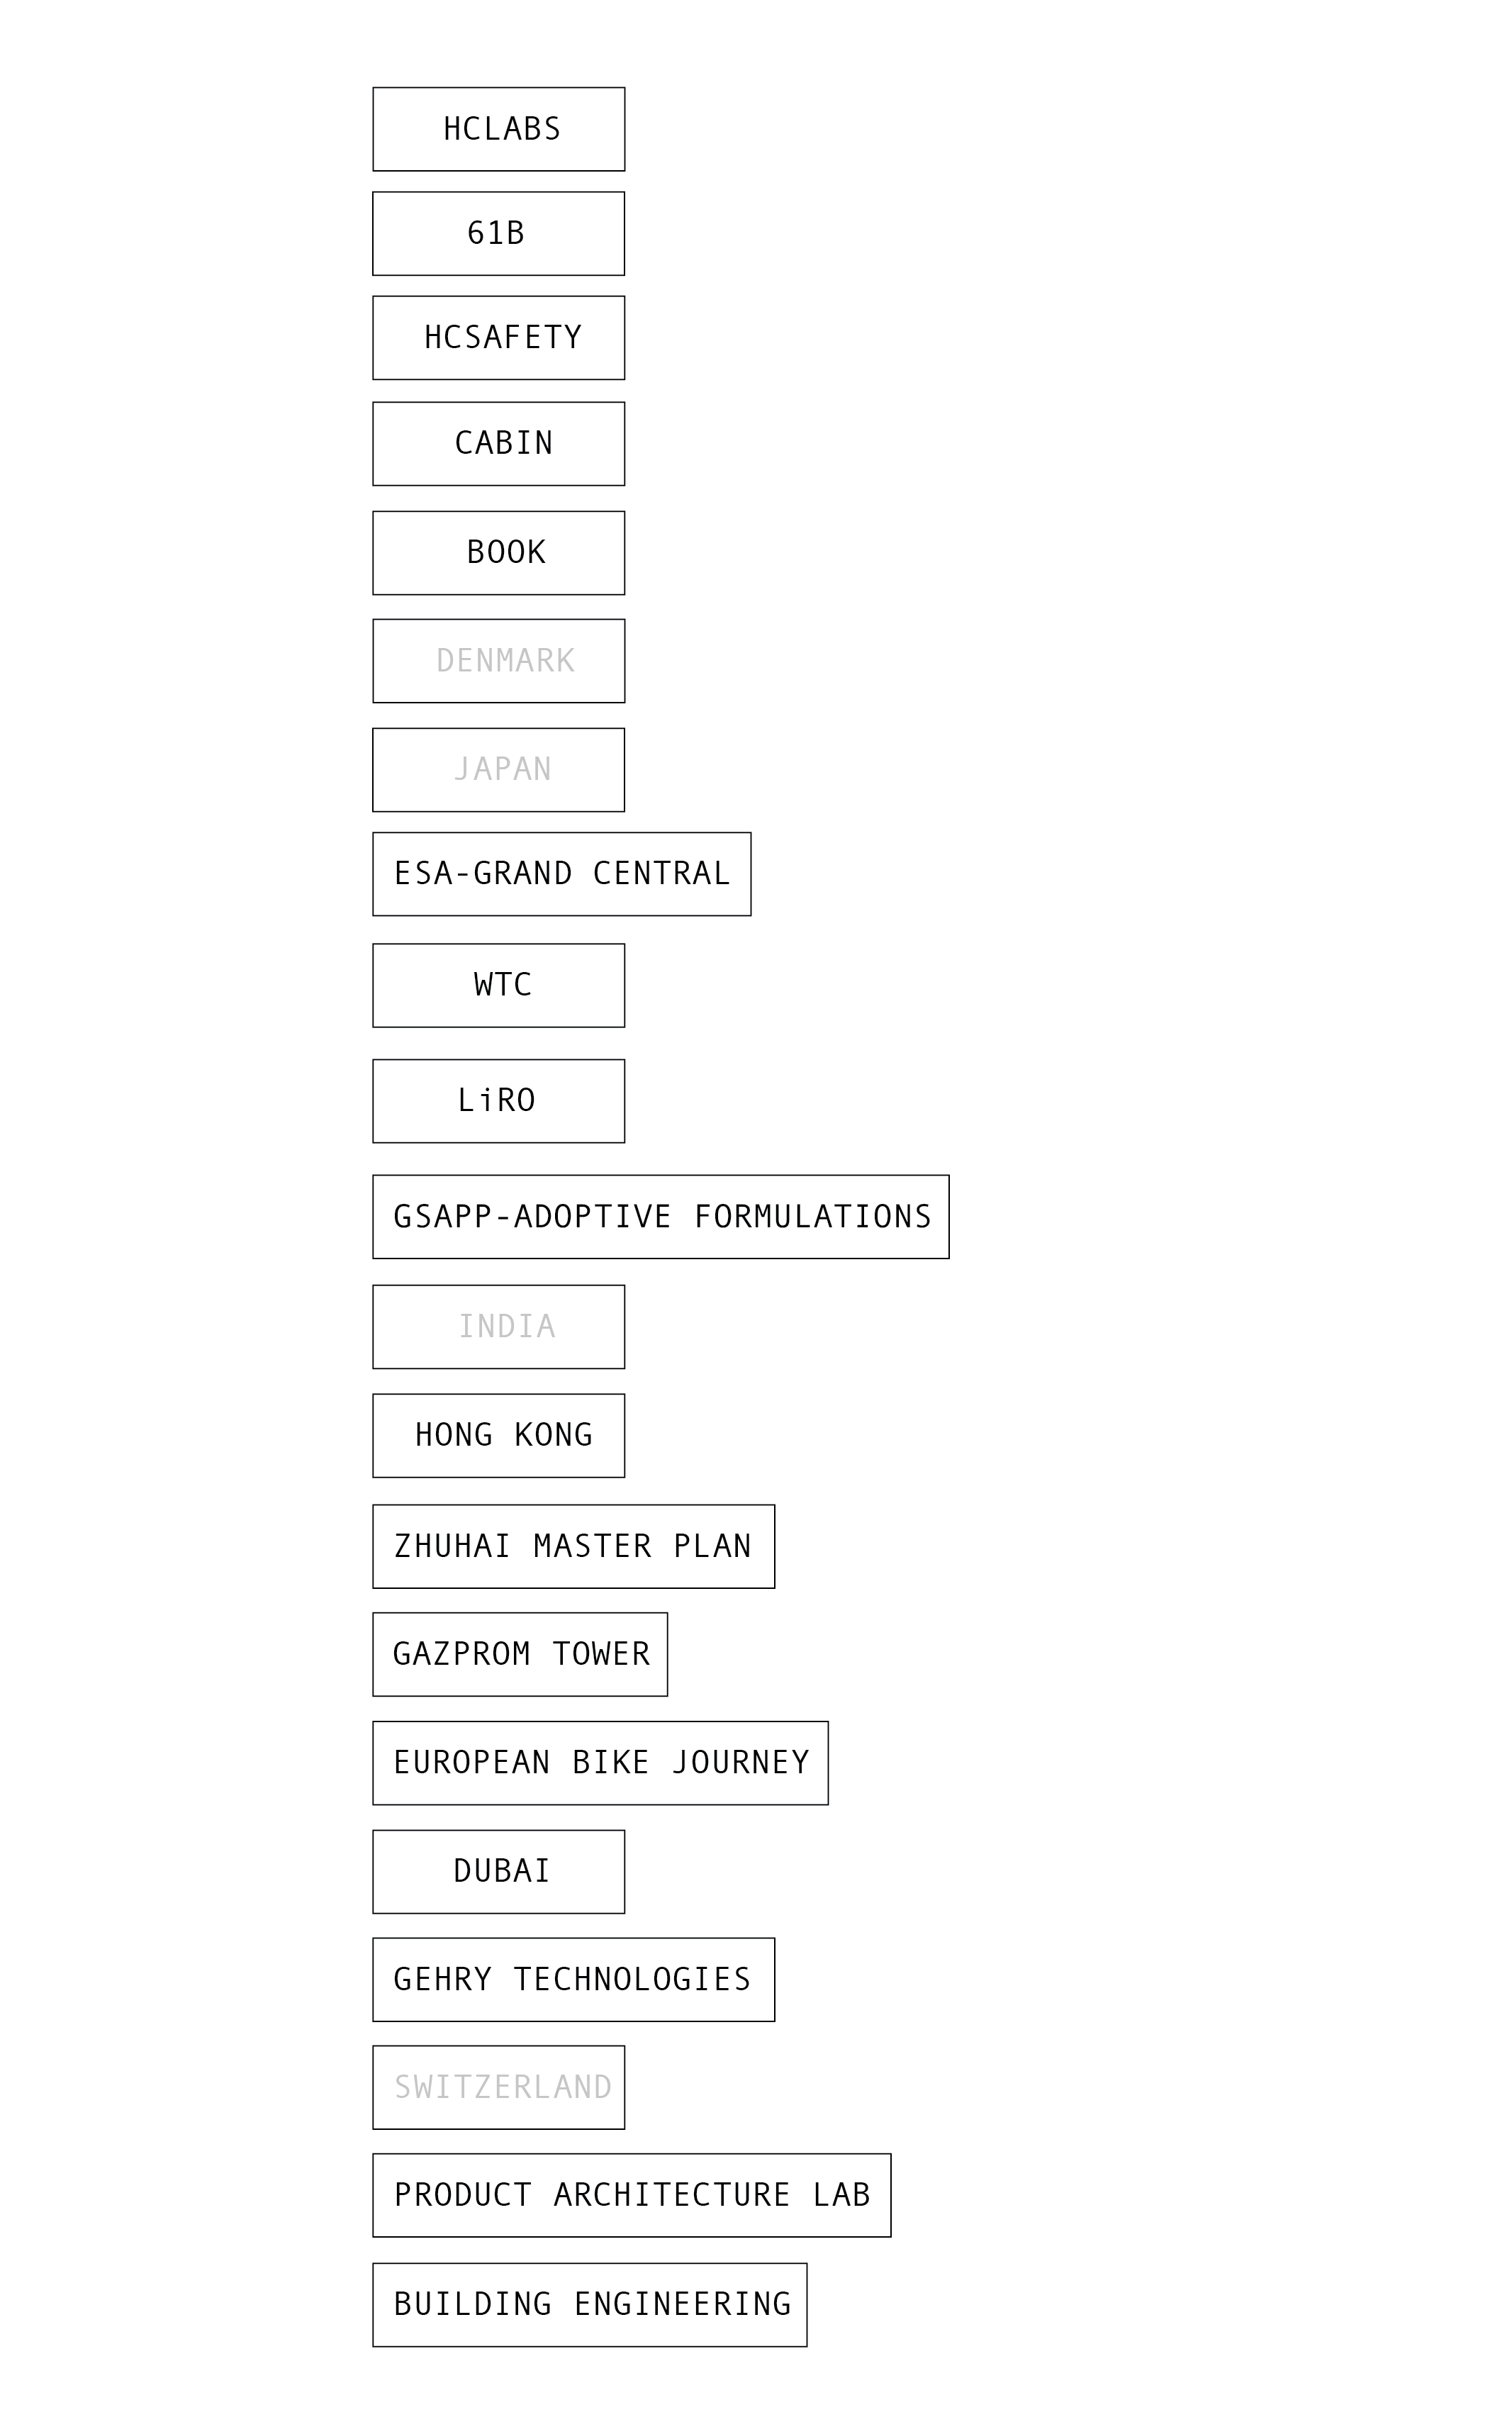 HCLABS
61B
HCSAFETY
CABIN
BOOK
DENMARK
JAPAN
ESA-GRAND CENTRAL
WTC
LiRO
GSAPP-ADOPTIVE FORMULATIONS
INDIA
HONG KONG
ZHUHAI MASTER PLAN
GAZPROM TOWER
EUROPEAN BIKE JOURNEY
DUBAI
GEHRY TECHNOLOGIES
SWITZERLAND
PRODUCT ARCHITECTURE LAB
BUILDING ENGINEERING